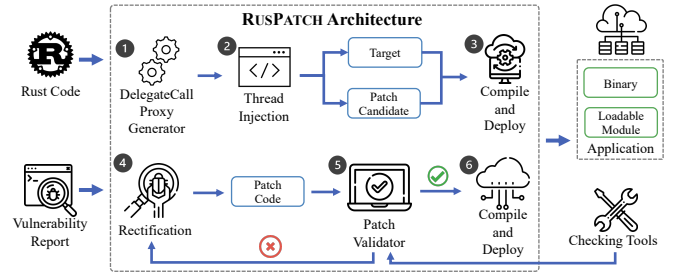 RUSPATCH Architecture
1
2
3
R
Rust Code
DelegateCall
Proxy
Generator
</>
Thread
Injection
Target
Patch
Candidate
Compile
and
Deploy
Binary
Loadable
Module
Application
4
5
6
>_
Vulnerability
Report
Rectification
Patch
Code
Patch
Validator
Compile
and
Deploy
Checking Tools